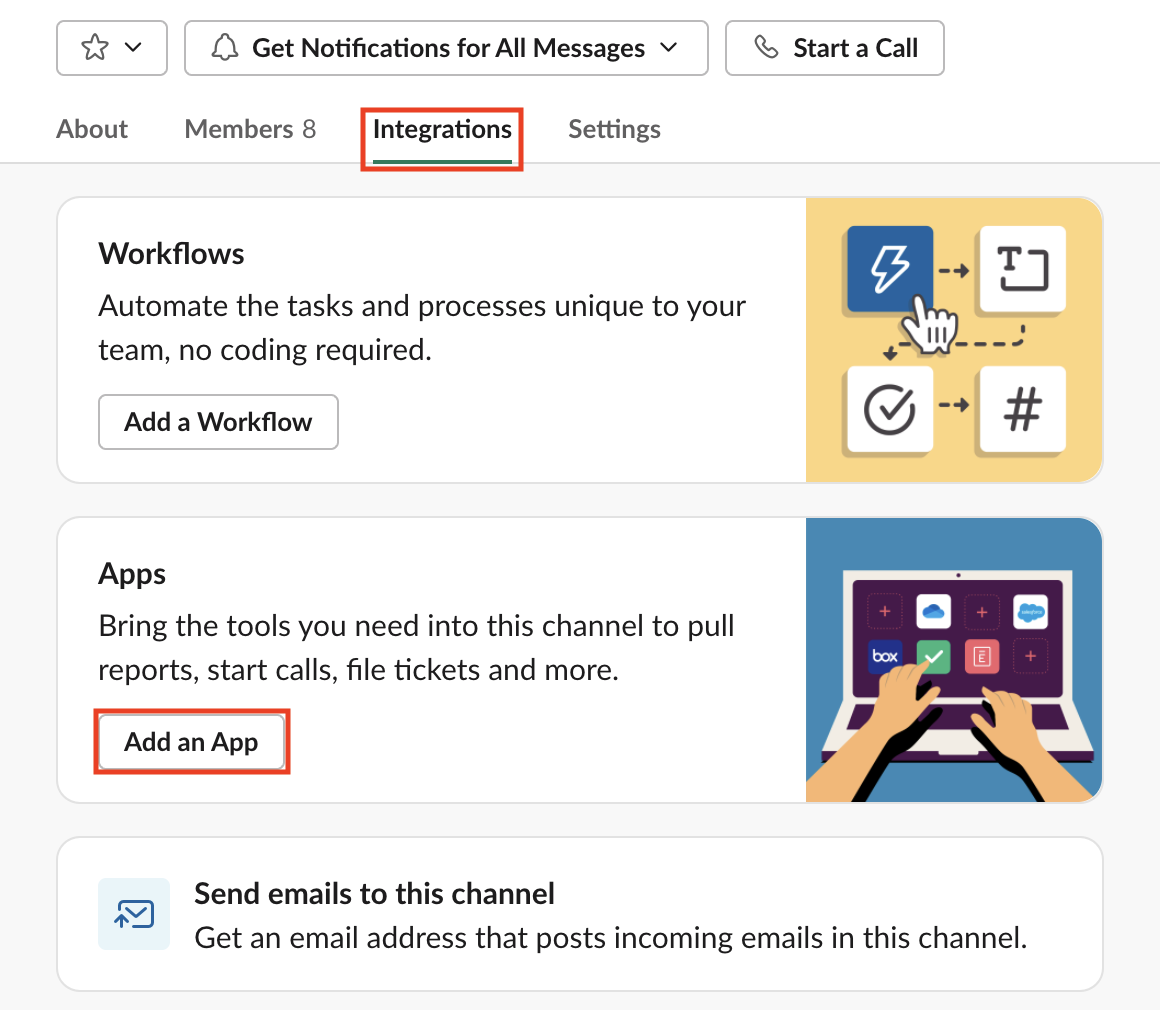 Get Notifications for All Messages
Start a Call
About
Members 8
Integrations
Settings
Workflows
Automate the tasks and processes unique to your
team, no coding required.
Add a Workflow
T
#
Apps
Bring the tools you need into this channel to pull
reports, start calls, file tickets and more.
salesforce
box
E
Add an App
Send emails to this channel
Get an email address that posts incoming emails in this channel.